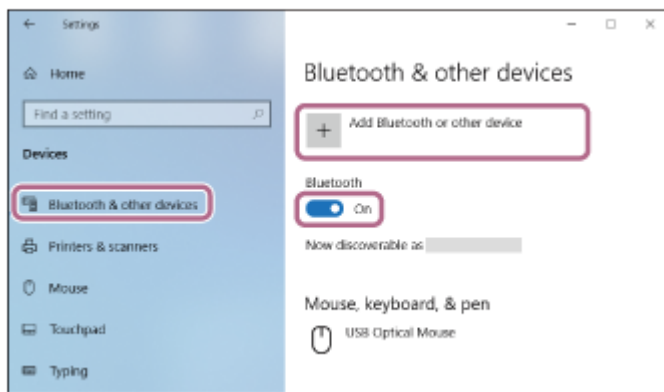 Settings
Home
Find a setting
Devices
Bluetooth & other devices
Printers & scanners
Mouse
Touchpad
Typing
Bluetooth & other devices
Add Bluetooth or other device
Bluetooth
On
Now discoverable as
Mouse, keyboard, & pen
USB Optical Mouse